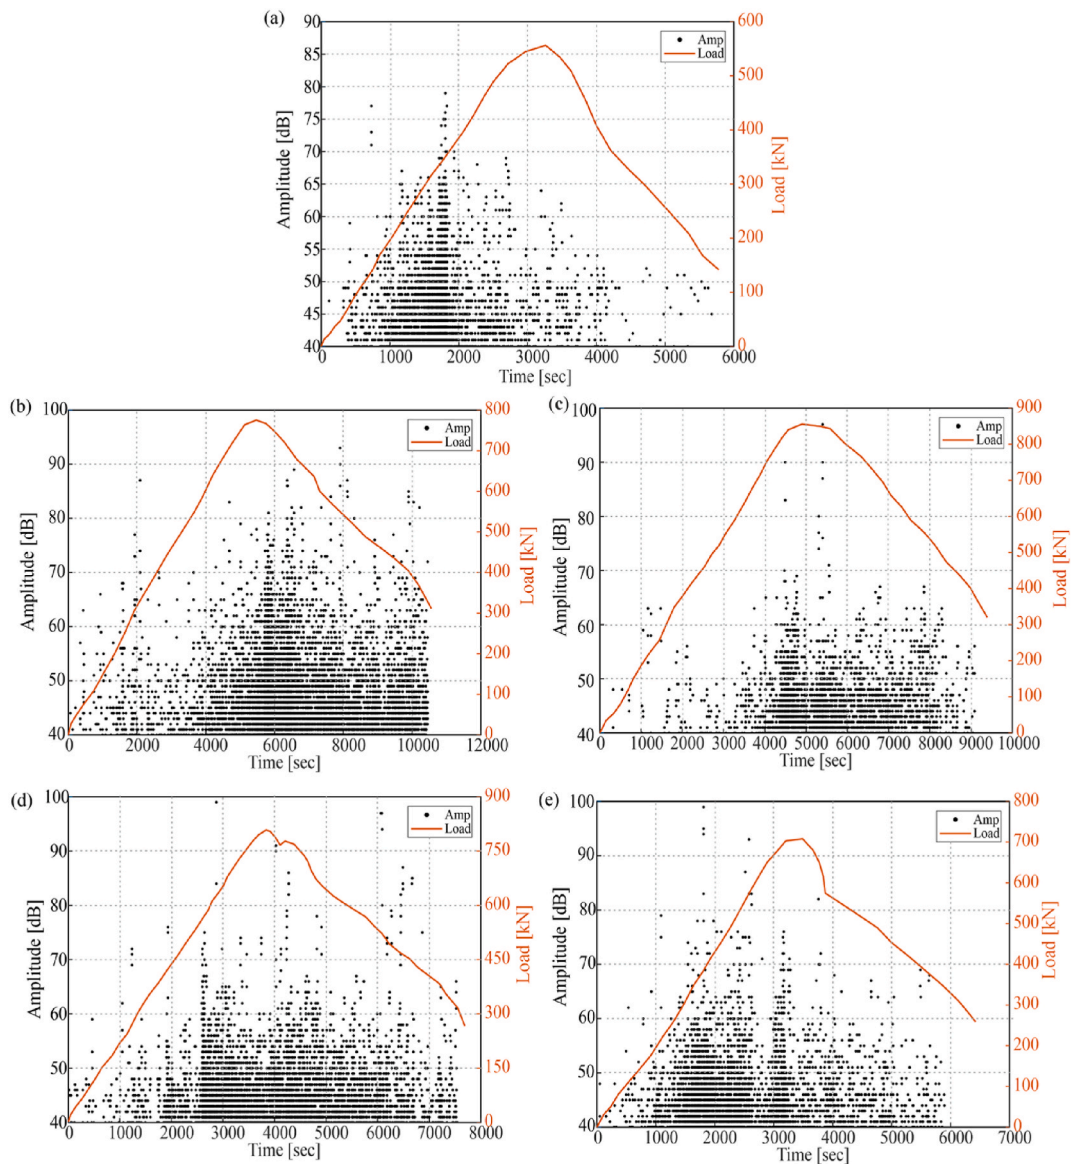 (a)
90
85
80
75
70
65
60
55
50
45
40
Amplitude [dB]
Amp
Load
600
500
400
300
200
100
0
Load [kN]
0 1000 2000 3000 4000 5000 6000
Time [sec]
(b)
100
90
80
70
60
50
40
Amplitude [dB]
Amp
Load
800
700
600
500
400
300
200
100
0
Load [kN]
0 2000 4000 6000 8000 10000 12000
Time [sec]
(c)
100
90
80
70
60
50
40
Amplitude [dB]
Amp
Load
900
800
700
600
500
400
300
200
100
0
Load [kN]
0 1000 2000 3000 4000 5000 6000 7000 8000 9000 10000
Time [sec]
(d)
100
90
80
70
60
50
40
Amplitude [dB]
Amp
Load
900
750
600
450
300
150
0
Load [kN]
0 1000 2000 3000 4000 5000 6000 7000 8000
Time [sec]
(e)
100
90
80
70
60
50
40
Amplitude [dB]
Amp
Load
800
700
600
500
400
300
200
100
0
Load [kN]
0 1000 2000 3000 4000 5000 6000 7000
Time [sec]